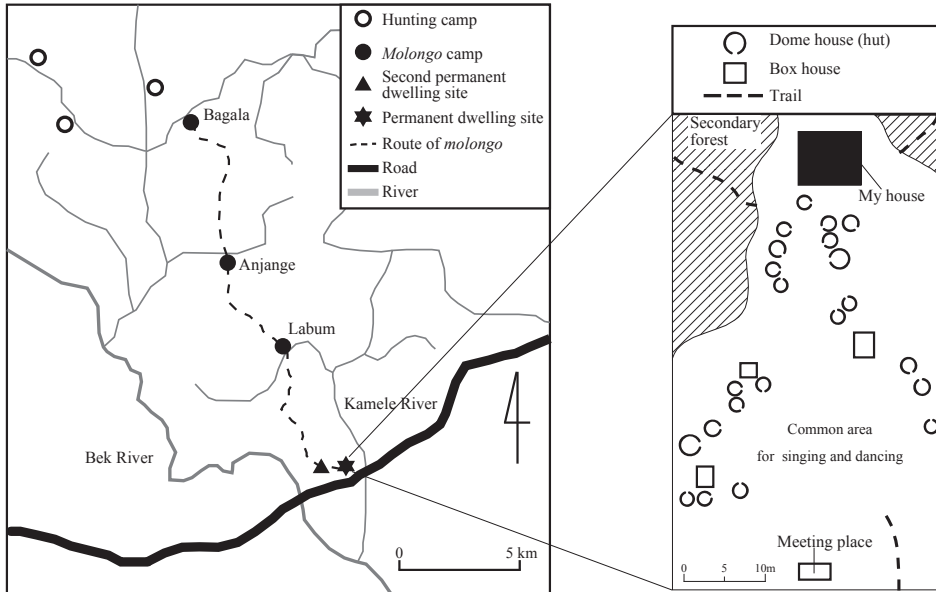 Hunting camp
Molongo camp
Second permanent
dwelling site
Permanent dwelling site
Route of molongo
Road
River
Bagala
Anjange
Labum
Kamele River
Bek River
0
5 km
Dome house (hut)
Box house
Trail
Secondary
forest
My house
Common area
for singing and dancing
Meeting place
0 5 10m